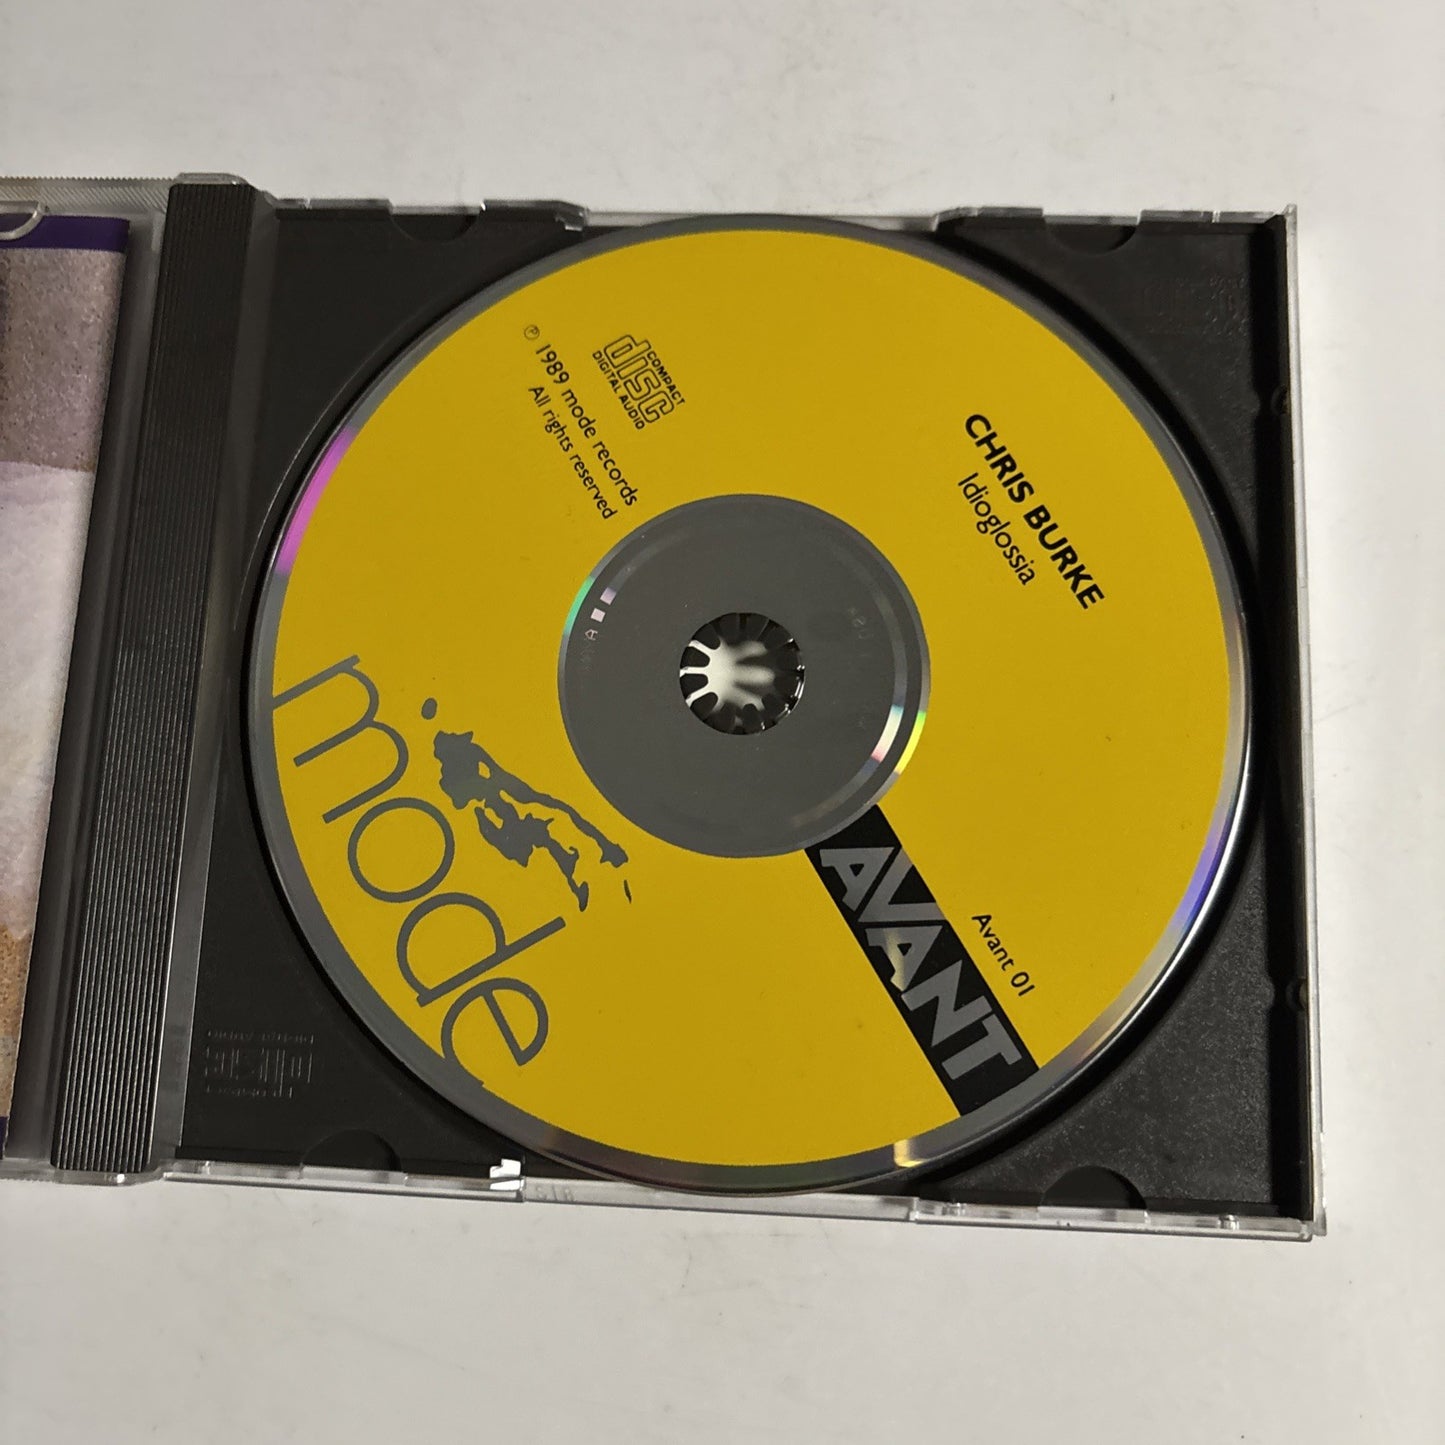 CHRIS BURKE
Idioglossia
COMPACT
disc
DIGITAL AUDIO
℗ 1989 mode records
All rights reserved
mode
AVANT
Avant 01